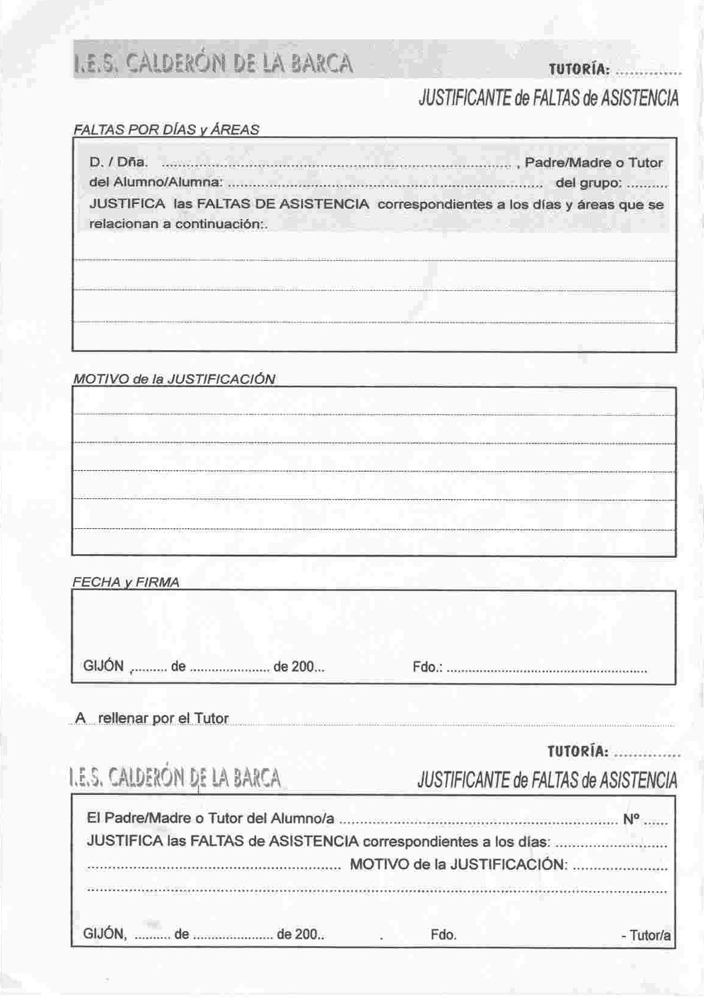 I.E.S. CALDERÓN DE LA BARCA
TUTORÍA: ..............
JUSTIFICANTE de FALTAS de ASISTENCIA
FALTAS POR DÍAS y ÁREAS
D. / Dña. ........................................................................................ , Padre/Madre o Tutor
del Alumno/Alumna: ............................................................................... del grupo: ..........
JUSTIFICA las FALTAS DE ASISTENCIA correspondientes a los días y áreas que se
relacionan a continuación:.
MOTIVO de la JUSTIFICACIÓN
FECHA y FIRMA
GIJÓN ,.......... de ...................... de 200... Fdo.: ........................................................
A rellenar por el Tutor
TUTORÍA: ..............
I.E.S. CALDERÓN DE LA BARCA JUSTIFICANTE de FALTAS de ASISTENCIA
El Padre/Madre o Tutor del Alumno/a ................................................................................ Nº ......
JUSTIFICA las FALTAS de ASISTENCIA correspondientes a los días: ...........................
............................................................... MOTIVO de la JUSTIFICACIÓN: .......................
................................................................................................................................................
GIJÓN, .......... de ...................... de 200.. . Fdo. - Tutor/a